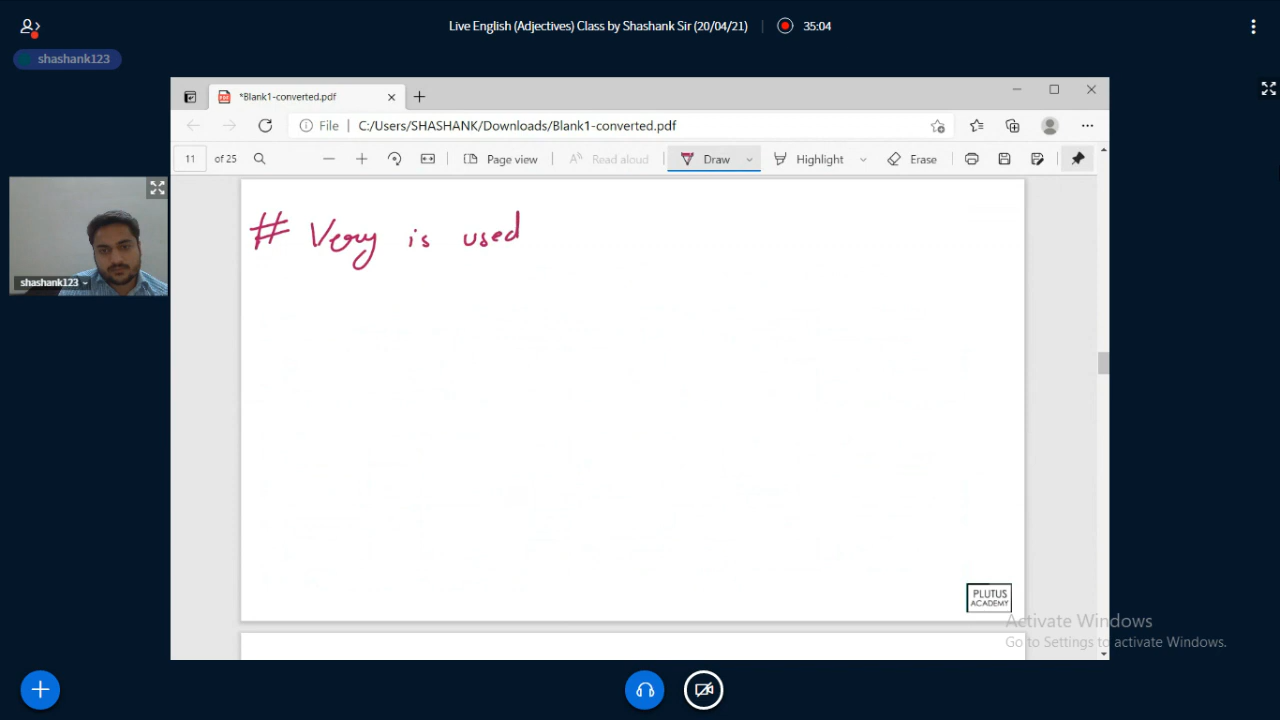 Live English (Adjectives) Class by Shashank Sir (20/04/21) 35:04
shashank123
*Blank1-converted.pdf
File C:/Users/SHASHANK/Downloads/Blank1-converted.pdf
11 of 25 Page view Read aloud Draw Highlight Erase
# Very is used
shashank123
PLUTUS
ACADEMY
Activate Windows
Go to Settings to activate Windows.